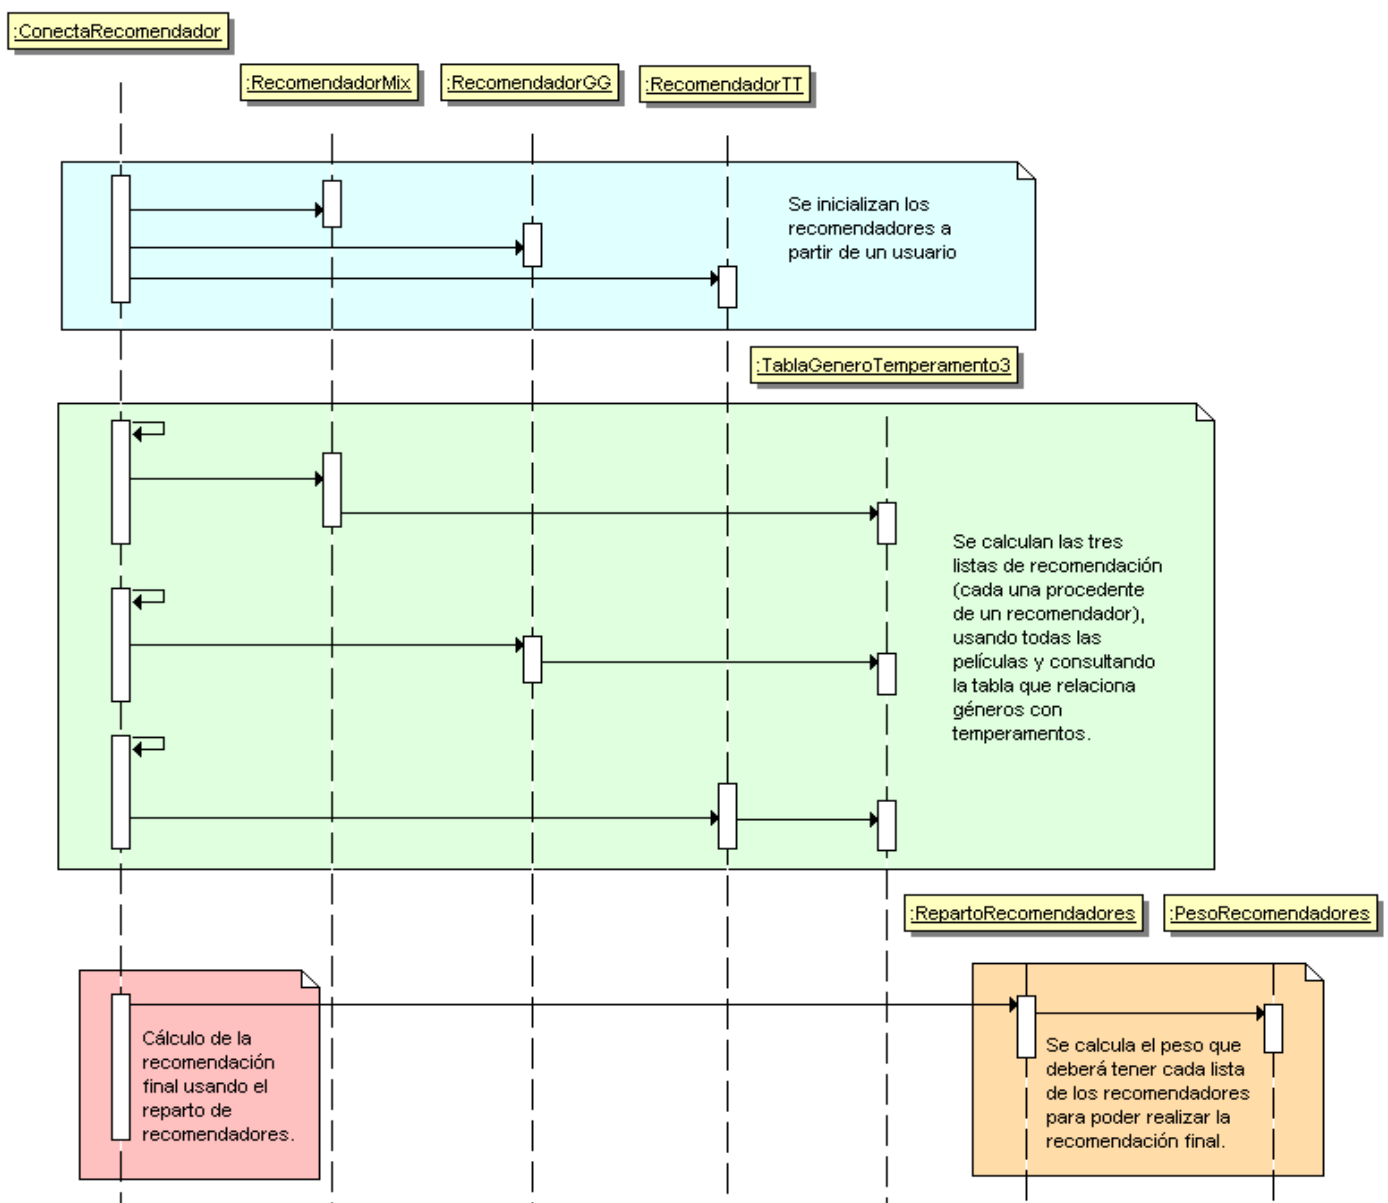 :ConectaRecomendador
:RecomendadorMix
:RecomendadorGG
:RecomendadorTT
Se inicializan los
recomendadores a
partir de un usuario
:TablaGeneroTemperamento3
Se calculan las tres
listas de recomendación
(cada una procedente
de un recomendador),
usando todas las
películas y consultando
la tabla que relaciona
géneros con
temperamentos.
:RepartoRecomendadores
:PesoRecomendadores
Cálculo de la
recomendación
final usando el
reparto de
recomendadores.
Se calcula el peso que
deberá tener cada lista
de los recomendadores
para poder realizar la
recomendación final.